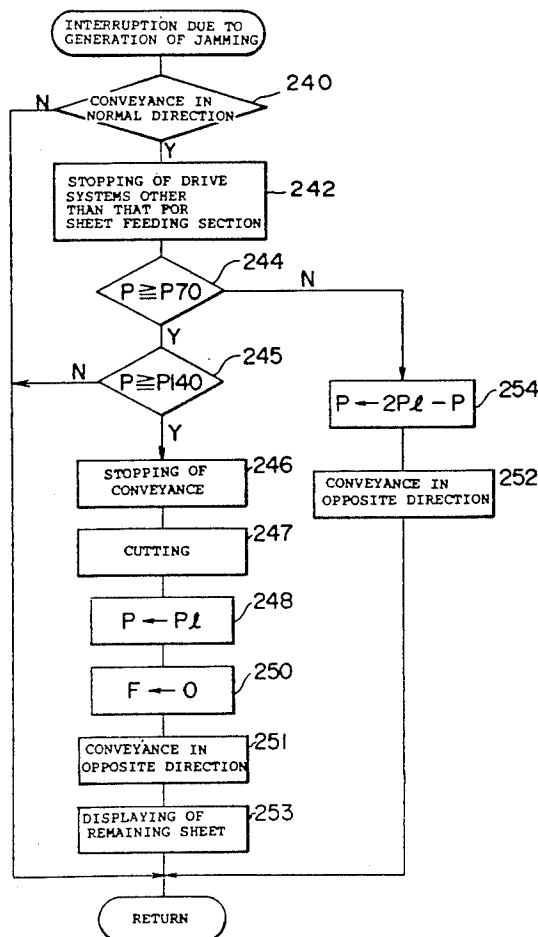 INTERRUPTION DUE TO
GENERATION OF JAMMING
240
CONVEYANCE IN
NORMAL DIRECTION
N
Y
STOPPING OF DRIVE
SYSTEMS OTHER
THAN THAT FOR
SHEET FEEDING SECTION
242
244
P≧P70
N
Y
245
P≧P140
N
Y
254
P ← 2Pℓ − P
246
STOPPING OF
CONVEYANCE
252
CONVEYANCE IN
OPPOSITE DIRECTION
247
CUTTING
248
P ← Pℓ
250
F ← O
251
CONVEYANCE IN
OPPOSITE DIRECTION
253
DISPLAYING OF
REMAINING SHEET
RETURN